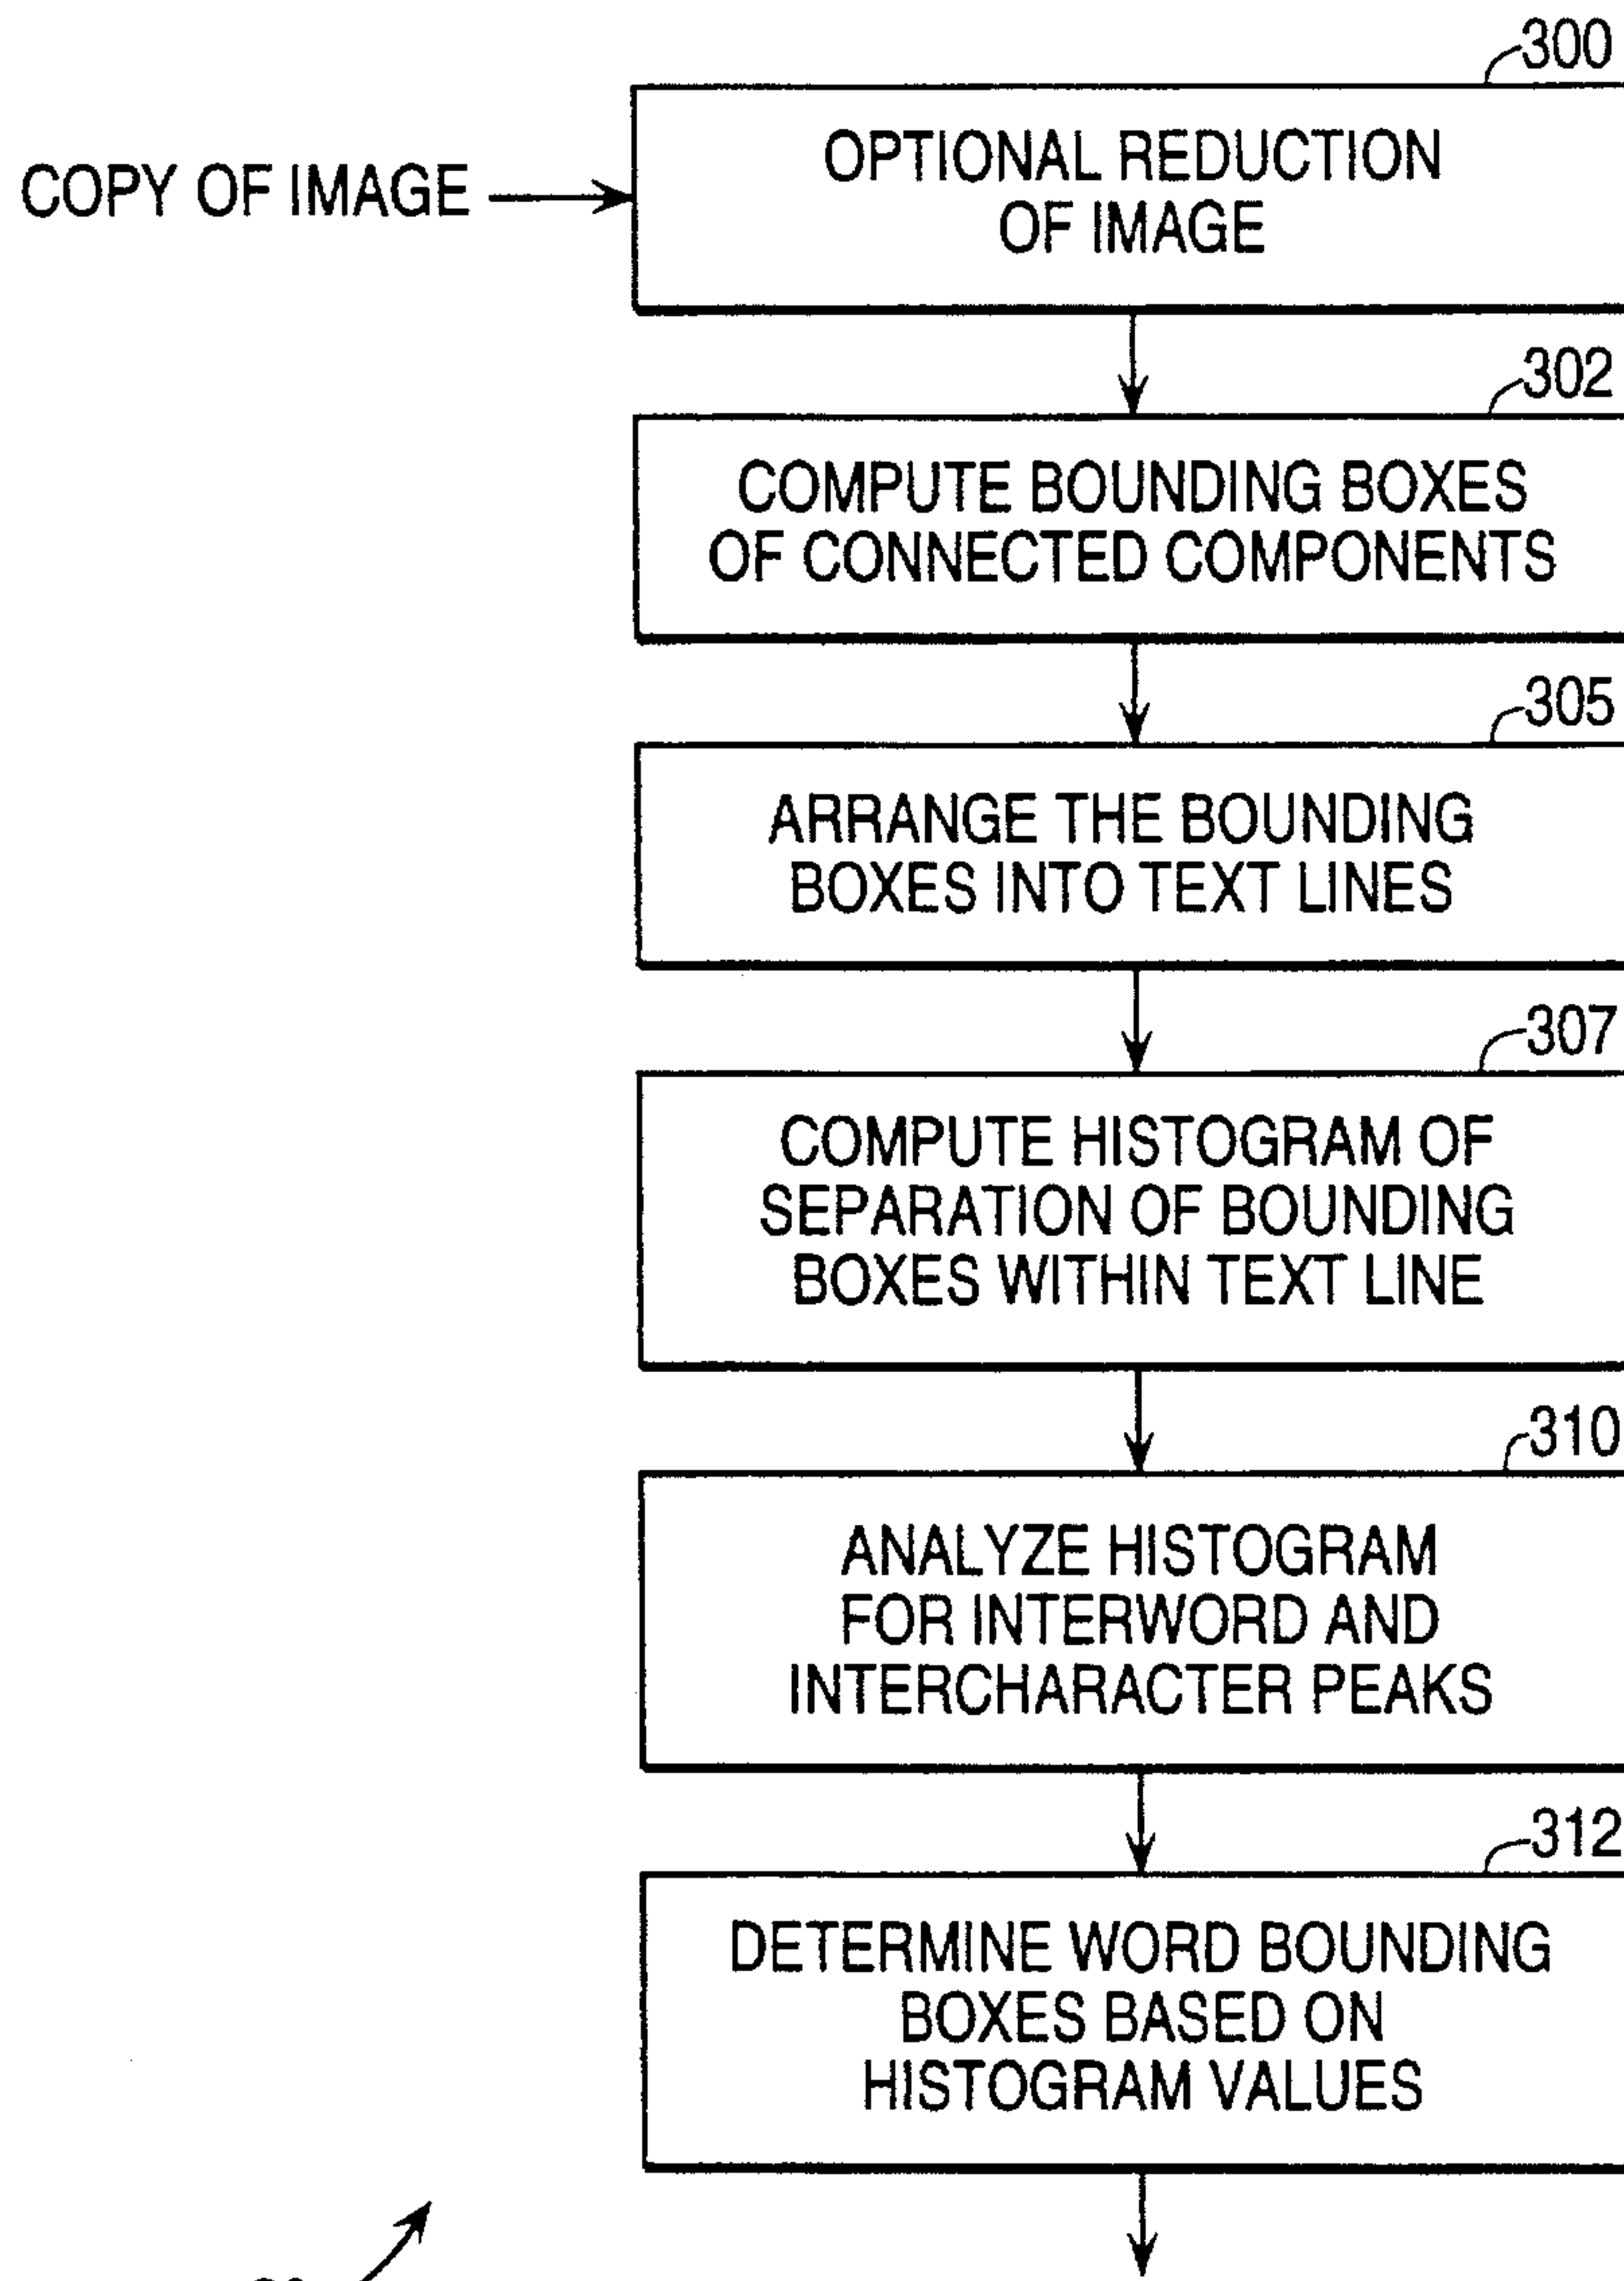 300
COPY OF IMAGE
OPTIONAL REDUCTION
OF IMAGE
302
COMPUTE BOUNDING BOXES
OF CONNECTED COMPONENTS
305
ARRANGE THE BOUNDING
BOXES INTO TEXT LINES
307
COMPUTE HISTOGRAM OF
SEPARATION OF BOUNDING
BOXES WITHIN TEXT LINE
310
ANALYZE HISTOGRAM
FOR INTERWORD AND
INTERCHARACTER PEAKS
312
DETERMINE WORD BOUNDING
BOXES BASED ON
HISTOGRAM VALUES